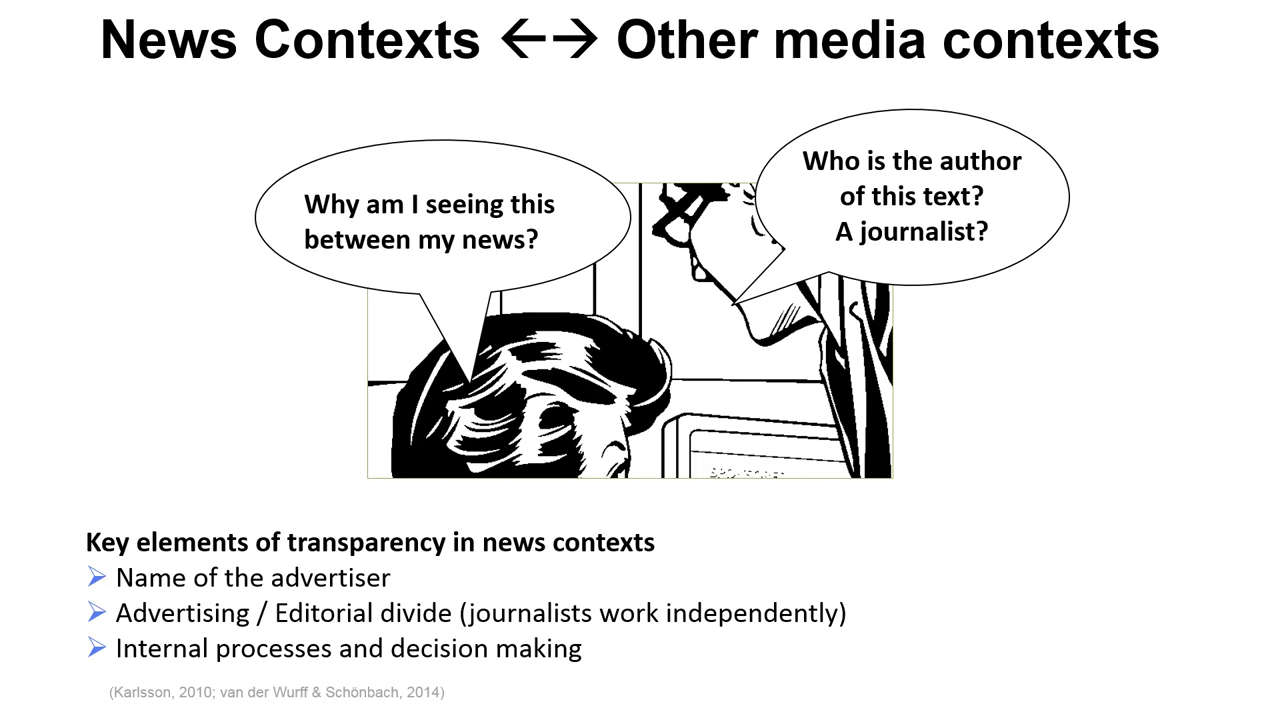 News Contexts ←→ Other media contexts
Why am I seeing this
between my news?
Who is the author
of this text?
A journalist?
Key elements of transparency in news contexts
Name of the advertiser
Advertising / Editorial divide (journalists work independently)
Internal processes and decision making
(Karlsson, 2010; van der Wurff & Schönbach, 2014)